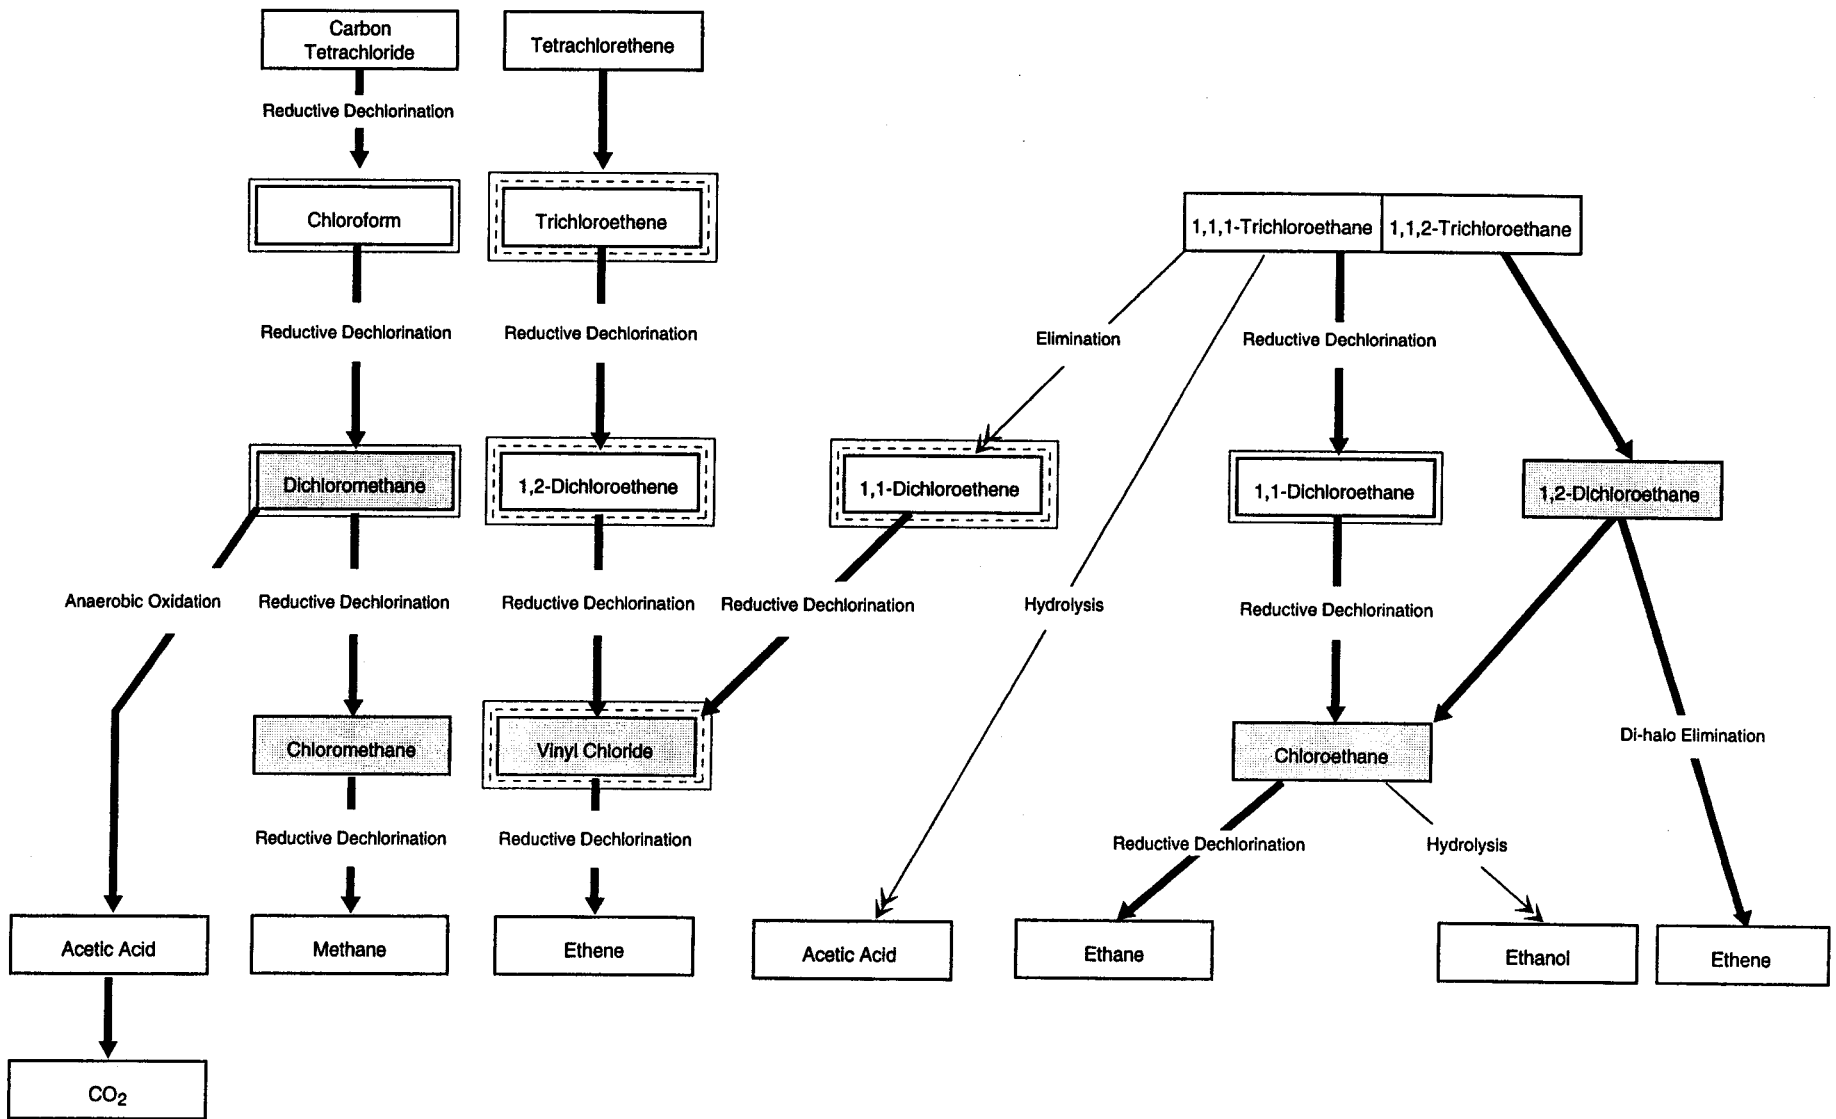 Carbon
Tetrachloride
Tetrachlorethene
Reductive Dechlorination
Chloroform
Trichloroethene
1,1,1-Trichloroethane
1,1,2-Trichloroethane
Reductive Dechlorination
Reductive Dechlorination
Elimination
Reductive Dechlorination
Dichloromethane
1,2-Dichloroethene
1,1-Dichloroethene
1,1-Dichloroethane
1,2-Dichloroethane
Anaerobic Oxidation
Reductive Dechlorination
Reductive Dechlorination
Reductive Dechlorination
Hydrolysis
Reductive Dechlorination
Chloromethane
Vinyl Chloride
Chloroethane
Di-halo Elimination
Reductive Dechlorination
Reductive Dechlorination
Reductive Dechlorination
Hydrolysis
Acetic Acid
Methane
Ethene
Acetic Acid
Ethane
Ethanol
Ethene
CO₂